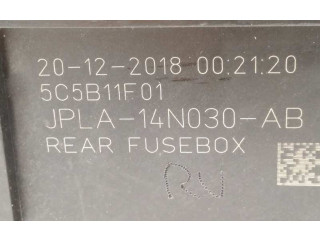 20-12-2018 00:21:20
5C5B11F01
JPLA-14N030-AB
REAR FUSEBOX